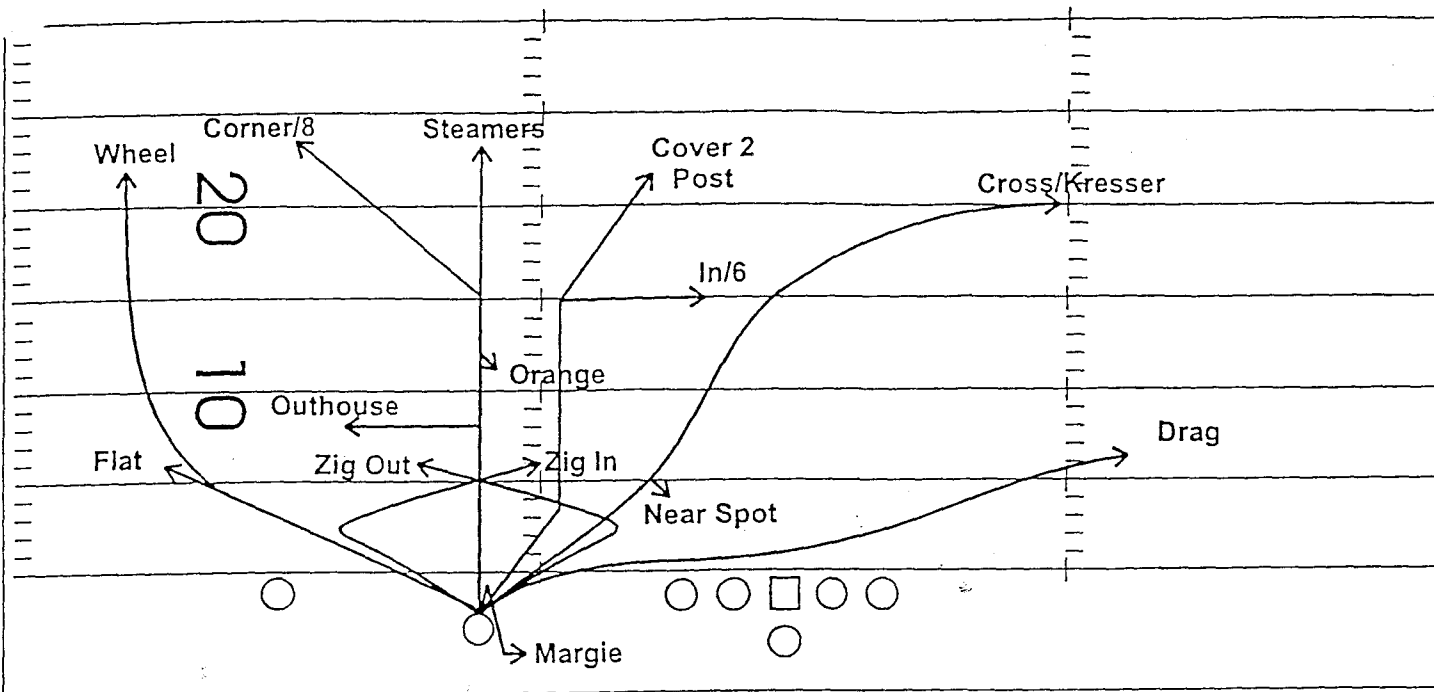 Corner/8
Steamers
Wheel
Cover 2
Post
Cross/Kresser
20
In/6
Orange
10
Outhouse
Drag
Flat
Zig Out
Zig In
Near Spot
Margie